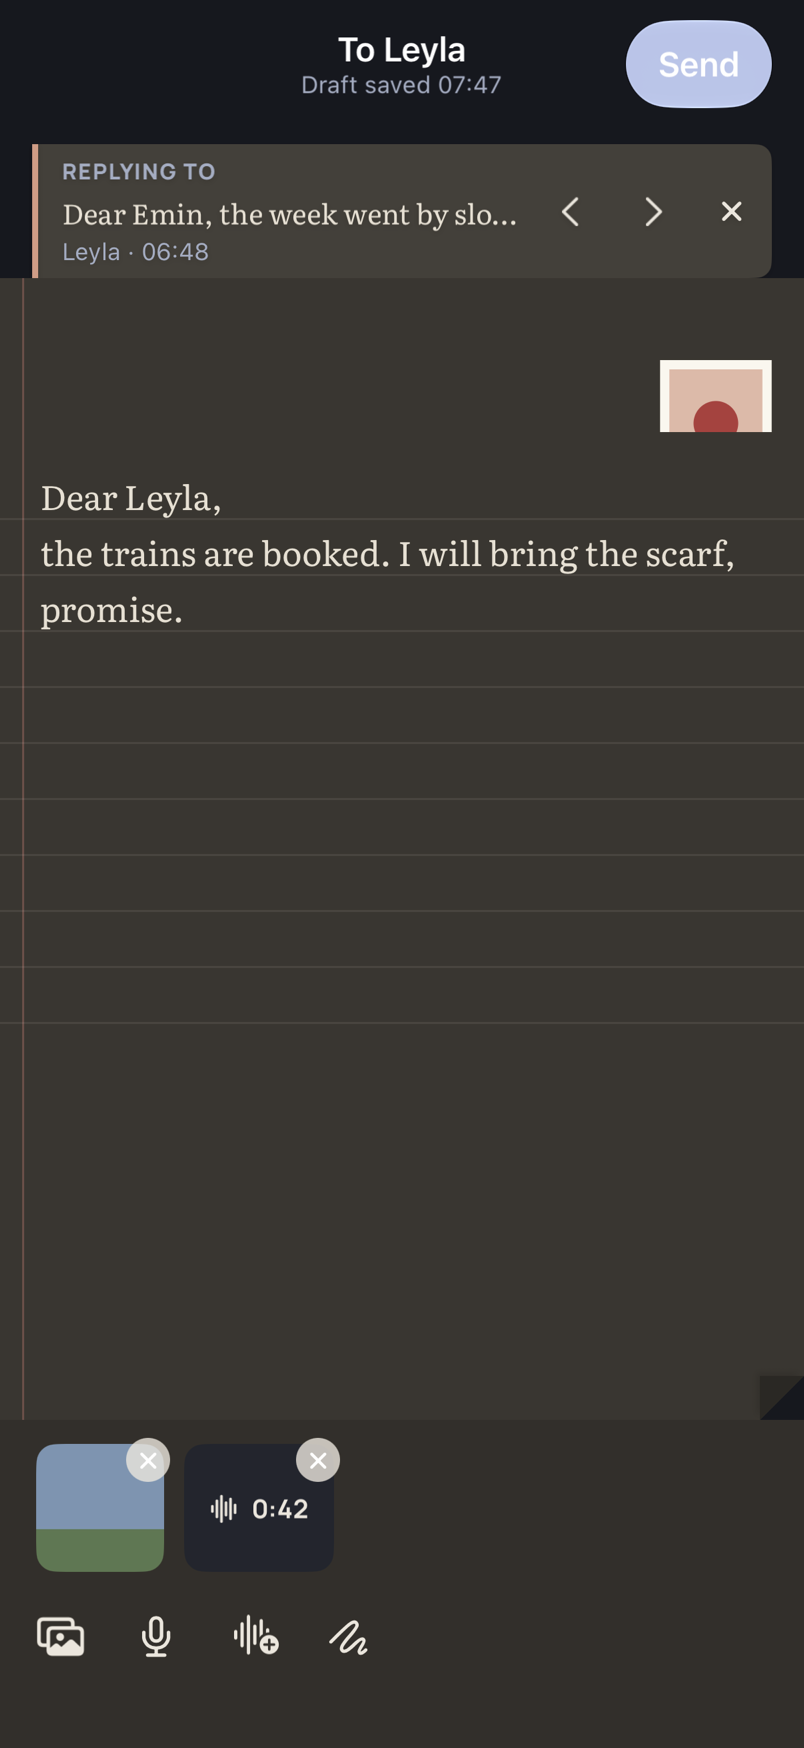 To Leyla
Draft saved 07:47
Send
REPLYING TO
Dear Emin, the week went by slo...
Leyla · 06:48
Dear Leyla,
the trains are booked. I will bring the scarf,
promise.
0:42